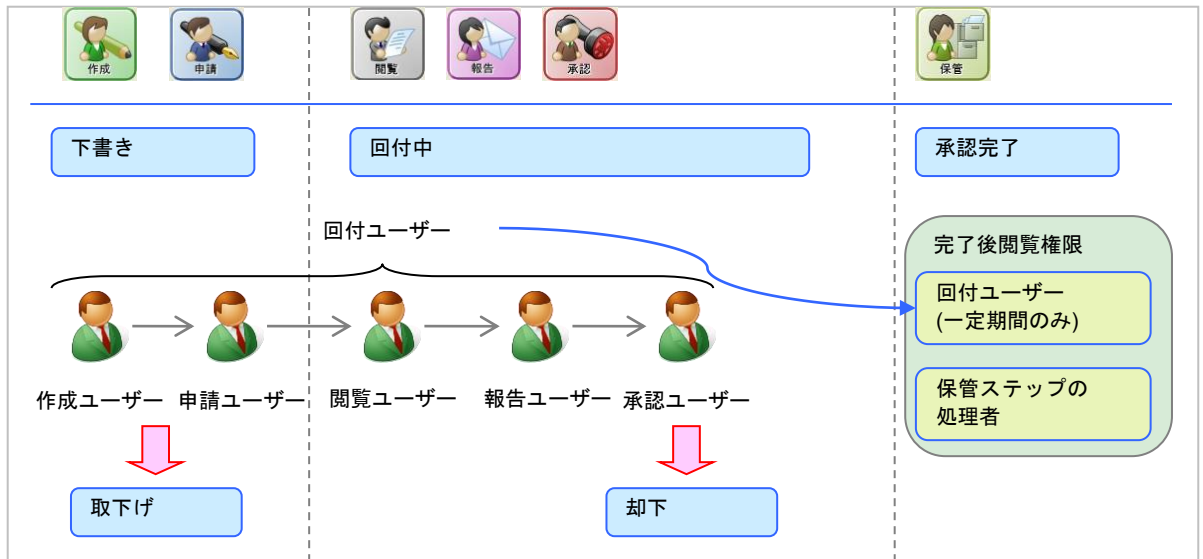 作成
申請
閲覧
報告
承認
保管
下書き
回付中
承認完了
回付ユーザー
完了後閲覧権限
回付ユーザー
(一定期間のみ)
保管ステップの
処理者
作成ユーザー
申請ユーザー
閲覧ユーザー
報告ユーザー
承認ユーザー
取下げ
却下